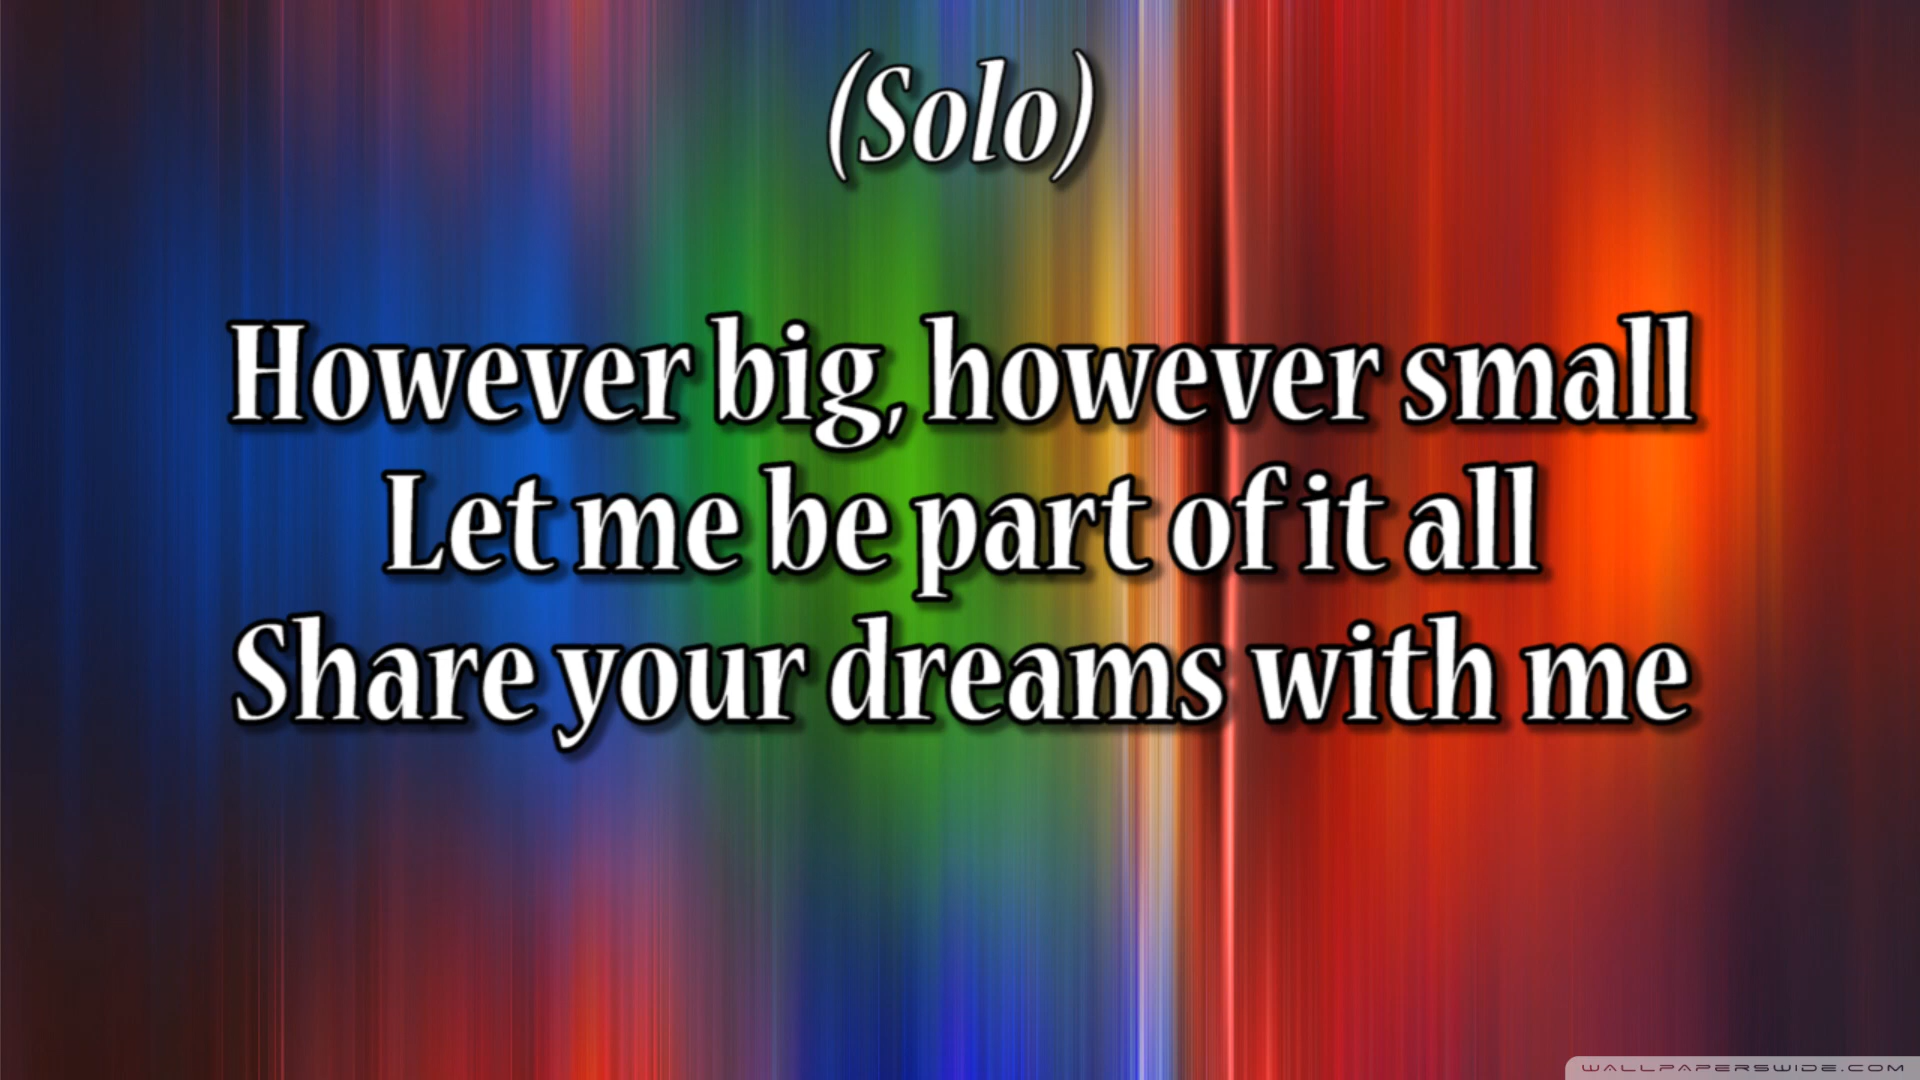 (Solo)
However big, however small
Let me be part of it all
Share your dreams with me
WALLPAPERSWIDE.COM